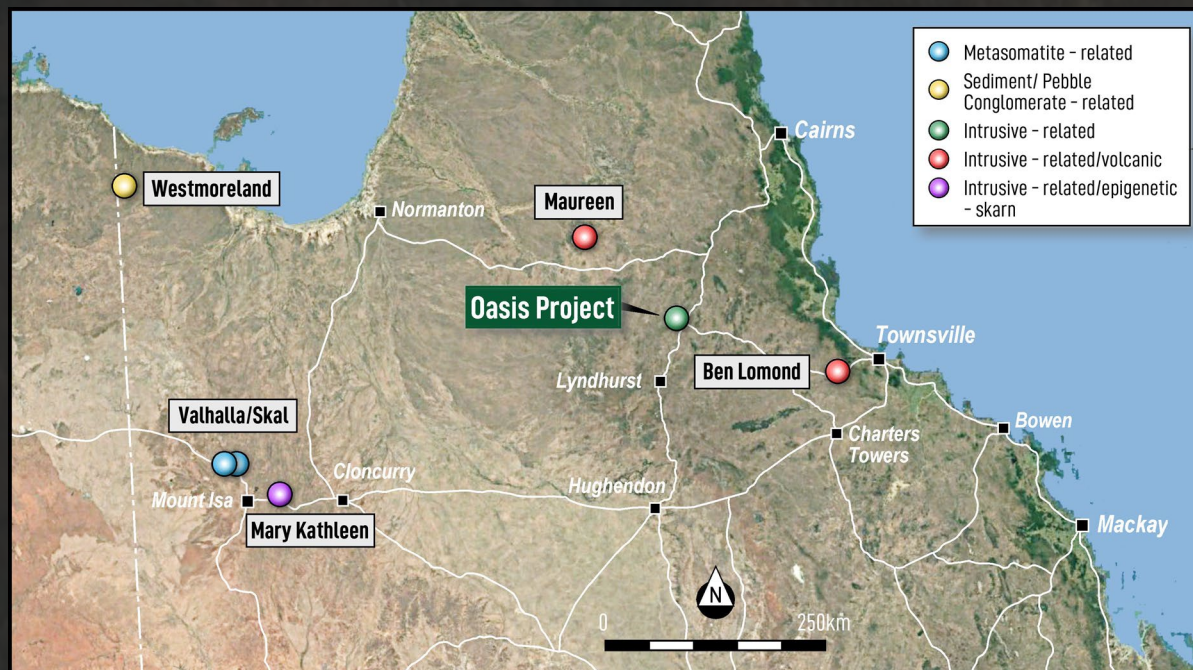 Metasomatite - related
Sediment/ Pebble
Conglomerate - related
Intrusive - related
Intrusive - related/volcanic
Intrusive - related/epigenetic
- skarn
Cairns
Westmoreland
Normanton
Maureen
Oasis Project
Townsville
Lyndhurst
Ben Lomond
Valhalla/Skal
Bowen
Charters
Towers
Cloncurry
Hughendon
Mount Isa
Mary Kathleen
Mackay
N
0
250km